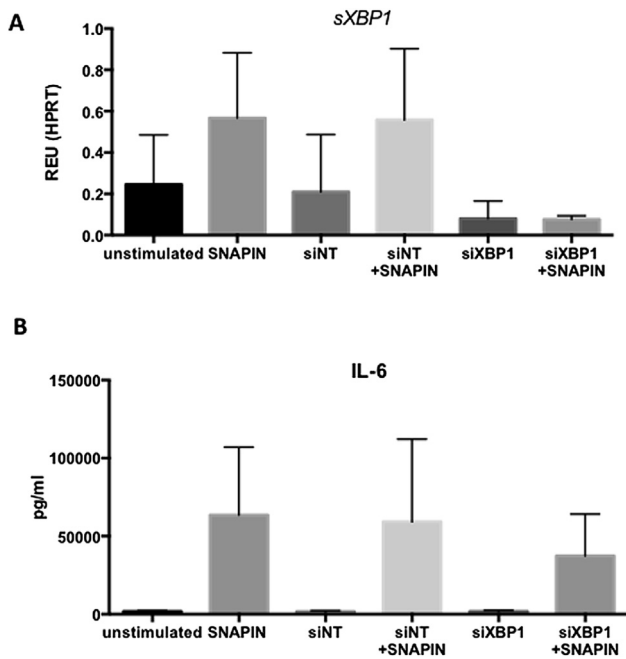 A
sXBP1
REU (HPRT)
1.0
0.8
0.6
0.4
0.2
0.0
unstimulated SNAPIN siNT siNT siXBP1 siXBP1
+SNAPIN +SNAPIN
B
IL-6
pg/ml
150000
100000
50000
0
unstimulated SNAPIN siNT siNT siXBP1 siXBP1
+SNAPIN +SNAPIN